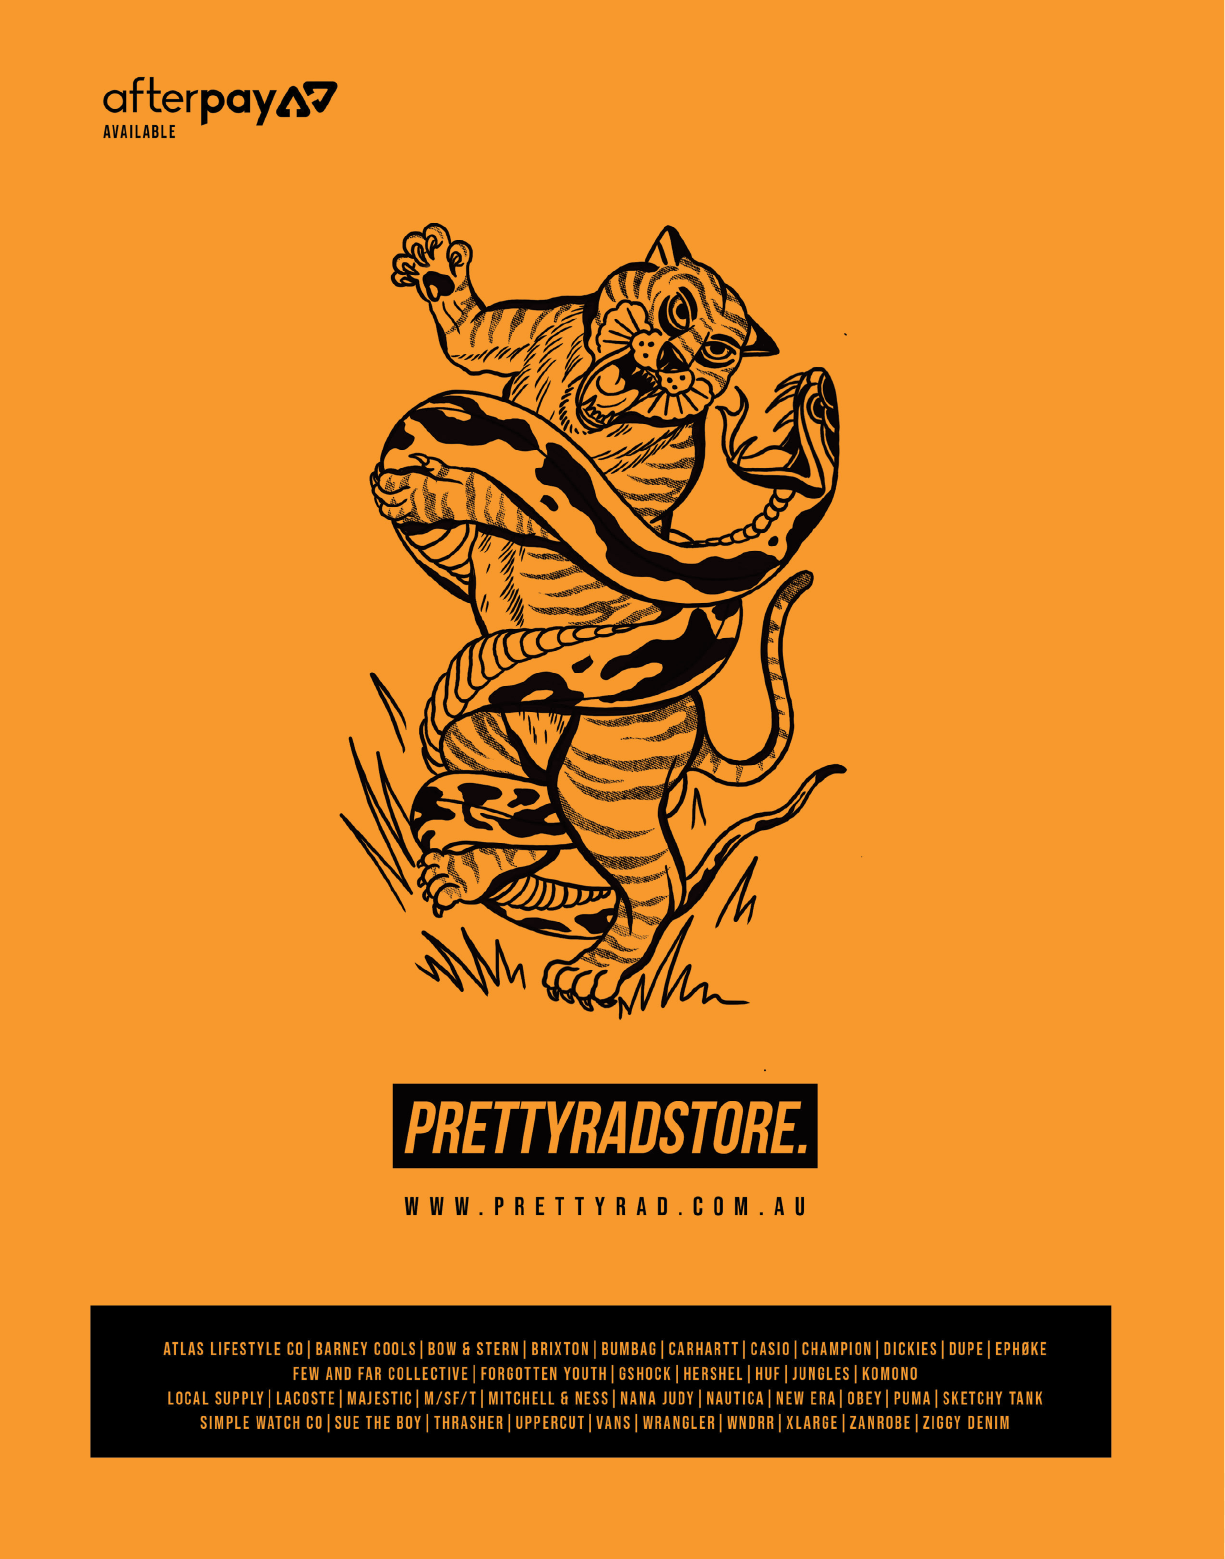 afterpay
AVAILABLE
PRETTYRADSTORE.
WWW.PRETTYRAD.COM.AU
ATLAS LIFESTYLE CO|BARNEY COOLS|BOW & STERN|BRIXTON|BUMBAG|CARHARTT|CASIO|CHAMPION|DICKIES|DUPE|EPHØKE
FEW AND FAR COLLECTIVE|FORGOTTEN YOUTH|GSHOCK|HERSHEL|HUF|JUNGLES|KOMONO
LOCAL SUPPLY|LACOSTE|MAJESTIC|M/SF/T|MITCHELL & NESS|NANA JUDY|NAUTICA|NEW ERA|OBEY|PUMA|SKETCHY TANK
SIMPLE WATCH CO|SUE THE BOY|THRASHER|UPPERCUT|VANS|WRANGLER|WNDRR|XLARGE|ZANROBE|ZIGGY DENIM